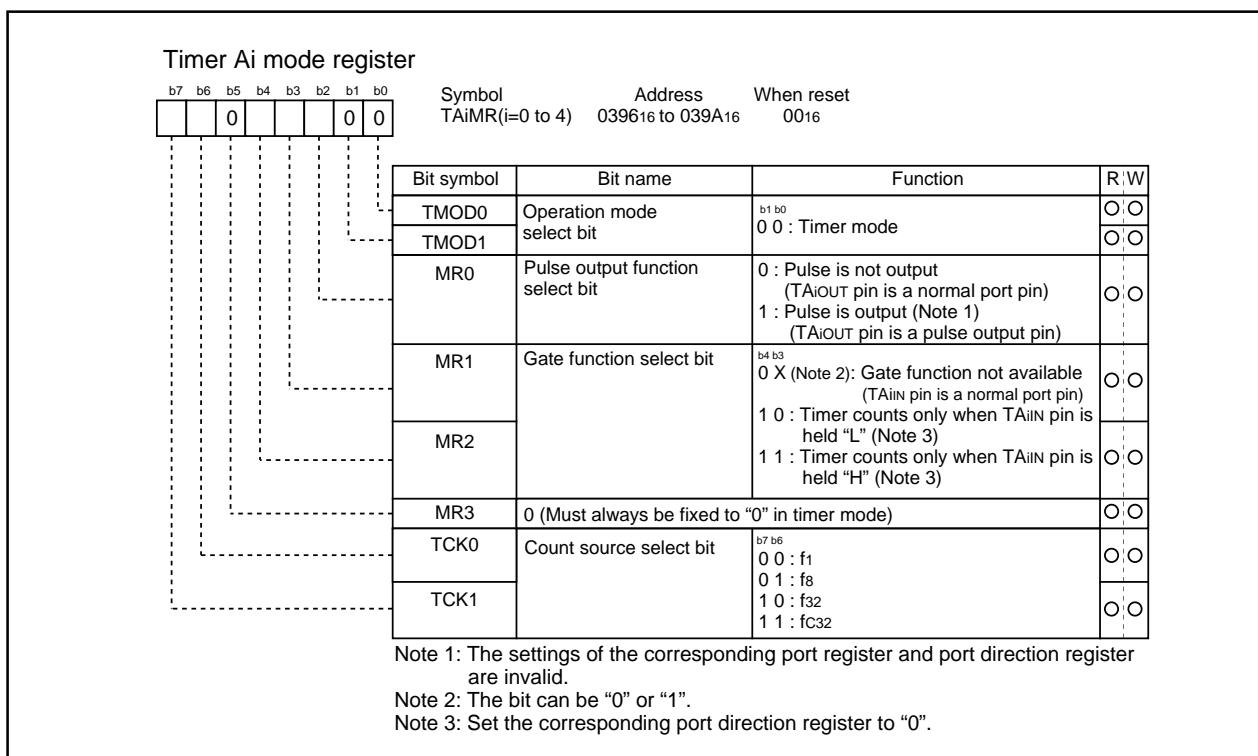 Timer Ai mode register
b7 b6 b5 b4 b3 b2 b1 b0
0 0 0
Symbol Address When reset
TAiMR(i=0 to 4) 039616 to 039A16 0016
Bit symbol Bit name Function R W
TMOD0 Operation mode select bit b1 b0
0 0 : Timer mode
TMOD1
MR0 Pulse output function select bit 0 : Pulse is not output
(TAiOUT pin is a normal port pin)
1 : Pulse is output (Note 1)
(TAiOUT pin is a pulse output pin)
MR1 Gate function select bit b4 b3
0 X (Note 2): Gate function not available
(TAiIN pin is a normal port pin)
1 0 : Timer counts only when TAiIN pin is
held “L” (Note 3)
MR2
1 1 : Timer counts only when TAiIN pin is
held “H” (Note 3)
MR3 0 (Must always be fixed to “0” in timer mode)
TCK0 Count source select bit b7 b6
0 0 : f1
0 1 : f8
TCK1
1 0 : f32
1 1 : fC32
Note 1: The settings of the corresponding port register and port direction register
are invalid.
Note 2: The bit can be “0” or “1”.
Note 3: Set the corresponding port direction register to “0”.